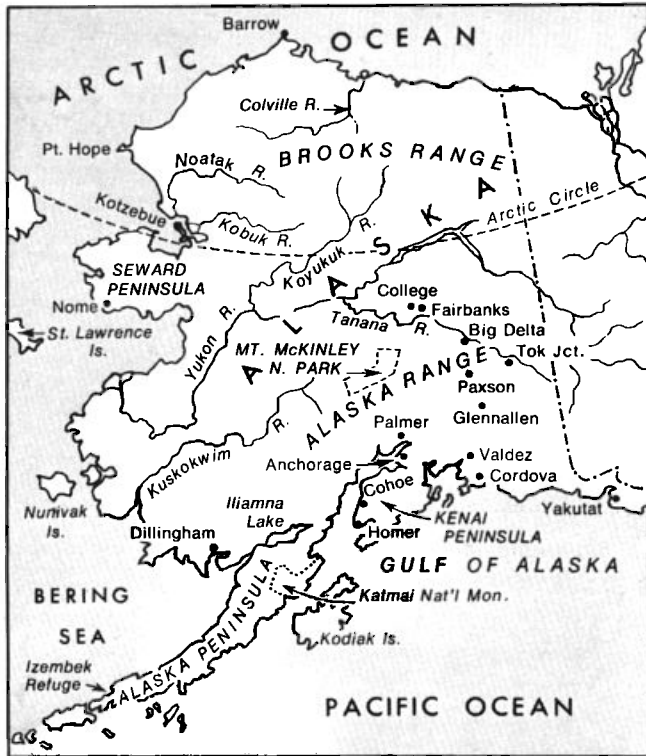 Barrow
ARCTIC OCEAN
Colville R.
Pt. Hope
Noatak R.
BROOKS RANGE
Kotzebue
Kobuk R.
Koyukuk R.
Arctic Circle
ALASKA
SEWARD
PENINSULA
College
Fairbanks
Nome
St. Lawrence
Is.
Yukon R.
Tanana R.
Big Delta
MT. McKINLEY
N. PARK
ALASKA RANGE
Tok Jct.
Paxson
Glennallen
Palmer
Kuskokwim R.
Anchorage
Valdez
Cordova
Nunivak
Is.
Iliamna
Lake
Cohoe
Yakutat
Dillingham
Homer
KENAI
PENINSULA
GULF OF ALASKA
BERING
SEA
Katmai Nat'l Mon.
ALASKA PENINSULA
Kodiak Is.
Izembek
Refuge
PACIFIC OCEAN